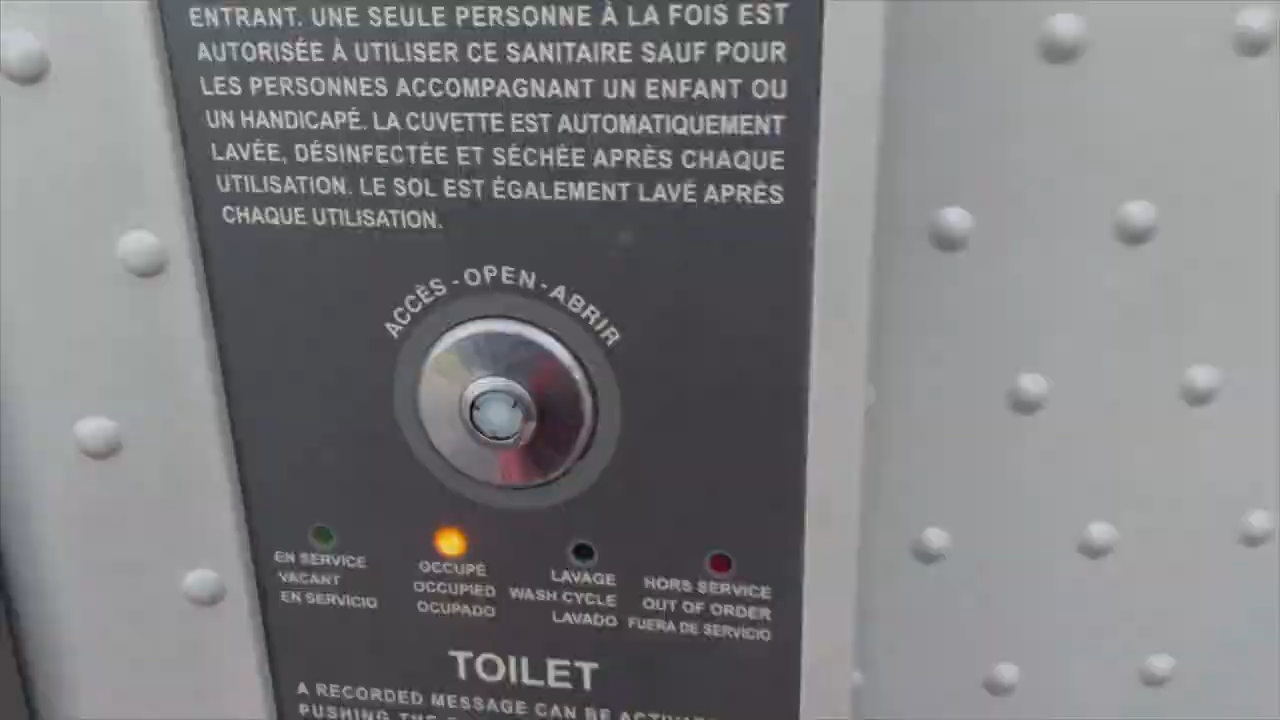 ENTRANT. UNE SEULE PERSONNE À LA FOIS EST
AUTORISÉE À UTILISER CE SANITAIRE SAUF POUR
LES PERSONNES ACCOMPAGNANT UN ENFANT OU
UN HANDICAPÉ. LA CUVETTE EST AUTOMATIQUEMENT
LAVÉE, DÉSINFECTÉE ET SÉCHÉE APRÈS CHAQUE
UTILISATION. LE SOL EST ÉGALEMENT LAVÉ APRÈS
CHAQUE UTILISATION.
ACCÈS - OPEN - ABRIR
EN SERVICE
VACANT
EN SERVICIO
OCCUPÉ
OCCUPIED
OCUPADO
LAVAGE
WASH CYCLE
LAVADO
HORS SERVICE
OUT OF ORDER
FUERA DE SERVICIO
TOILET
A RECORDED MESSAGE CAN BE
PUSHING THE